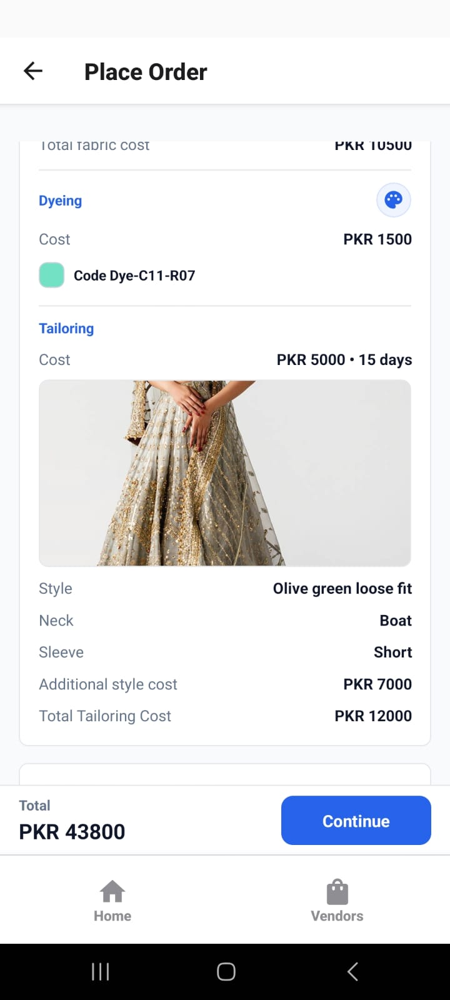 Place Order
Total fabric cost PKR 10500
Dyeing
Cost PKR 1500
Code Dye-C11-R07
Tailoring
Cost PKR 5000 • 15 days
Style Olive green loose fit
Neck Boat
Sleeve Short
Additional style cost PKR 7000
Total Tailoring Cost PKR 12000
Total
PKR 43800
Continue
Home Vendors